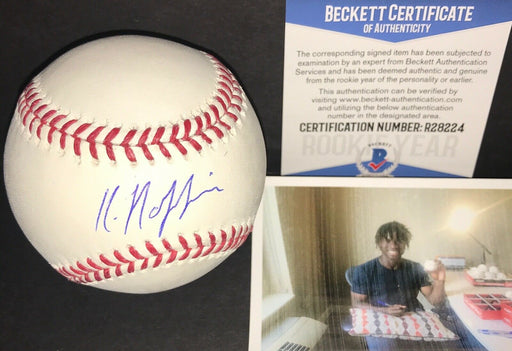 BECKETT CERTIFICATE
OF AUTHENTICITY
The corresponding signed item has been subjected to
examination by an expert from Beckett Authentication
Services and has been deemed authentic and genuine
from the rookie year of the personality or earlier.
This authentication can be verified by
visiting www.beckett-authentication.com
and utilizing the below authentication
number in the designated area.
CERTIFICATION NUMBER: R28224
ROOKIE YEAR
BECKETT
B